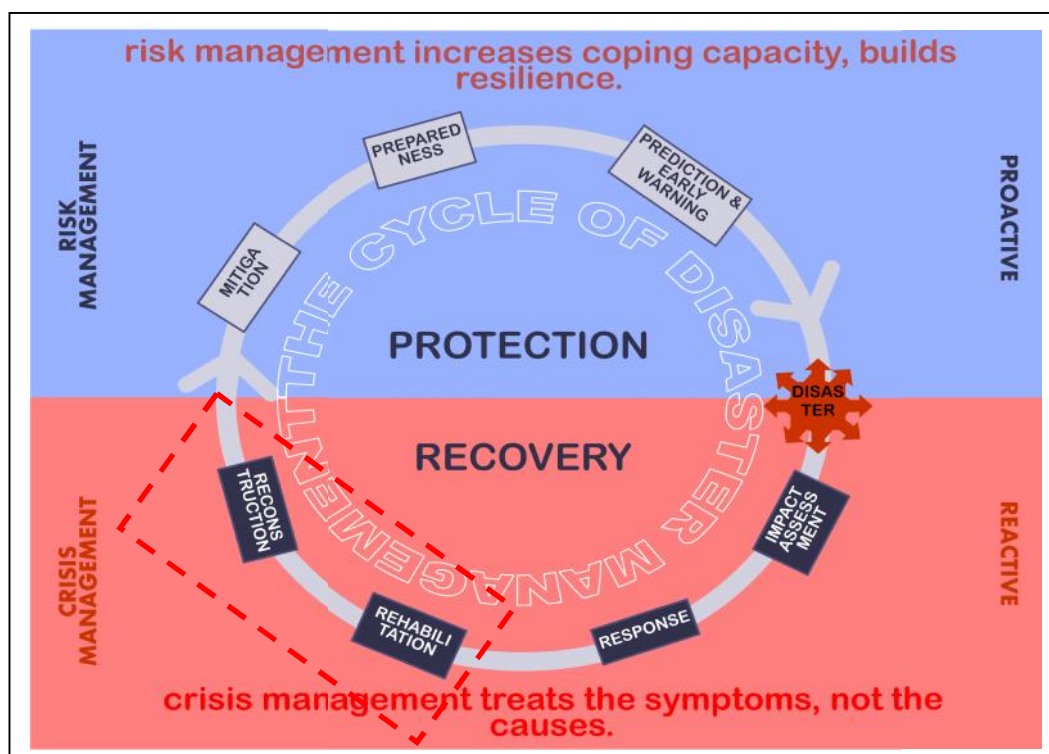 risk management increases coping capacity, builds
resilience.
RISK
MANAGEMENT
PROACTIVE
PREPARED
NESS
PREDICTION &
EARLY
WARNING
MITIGA
TION
THE CYCLE OF DISASTER MANAGEMENT
PROTECTION
DISAS
TER
RECOVERY
RECONS
TRUCTION
IMPACT
ASSESS
MENT
REHABILI
TATION
RESPONSE
CRISIS
MANAGEMENT
REACTIVE
crisis management treats the symptoms, not the
causes.